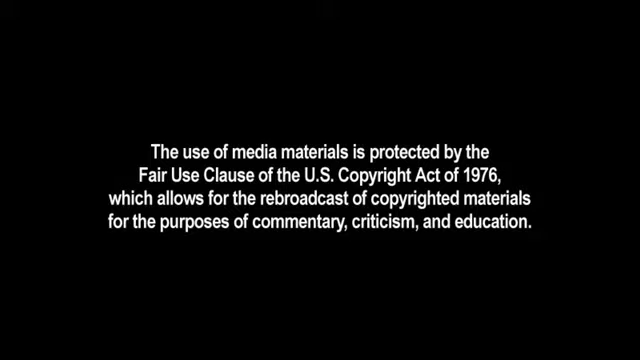 The use of media materials is protected by the
Fair Use Clause of the U.S. Copyright Act of 1976,
which allows for the rebroadcast of copyrighted materials
for the purposes of commentary, criticism, and education.